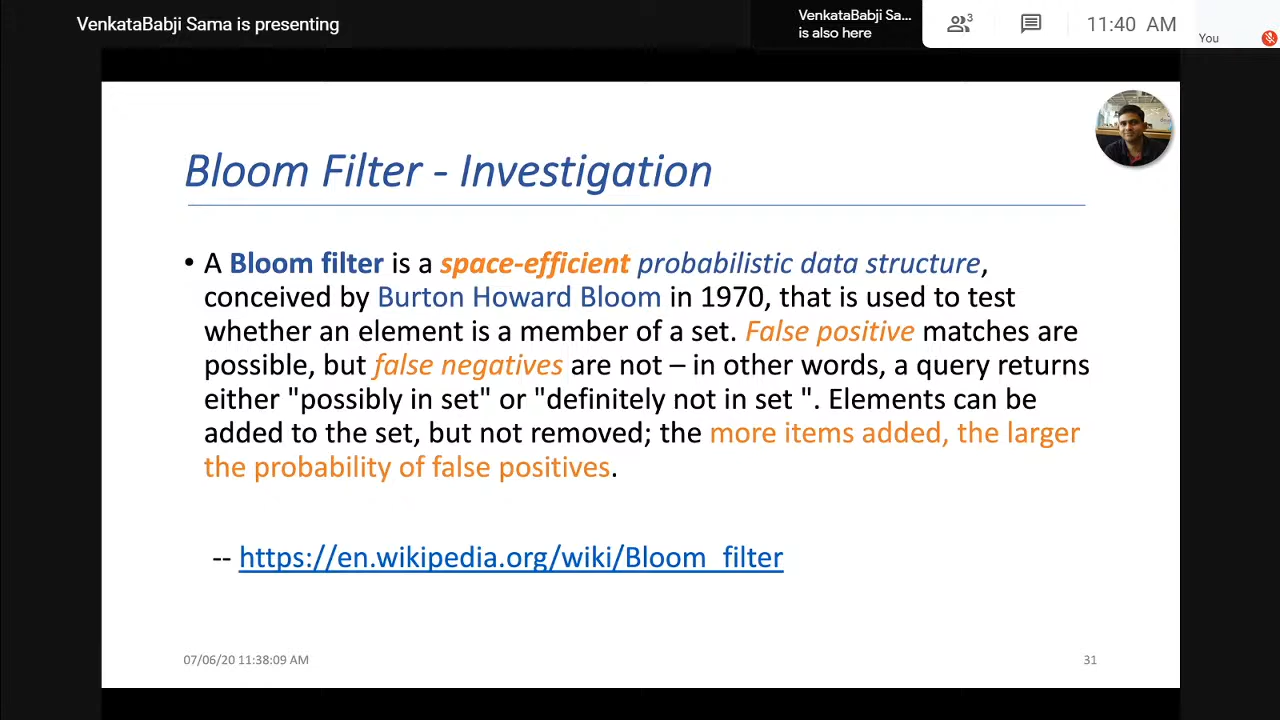 VenkataBabji Sama is presenting
VenkataBabji Sa...
is also here
3
11:40 AM
You
Bloom Filter - Investigation
• A Bloom filter is a space-efficient probabilistic data structure,
conceived by Burton Howard Bloom in 1970, that is used to test
whether an element is a member of a set. False positive matches are
possible, but false negatives are not – in other words, a query returns
either "possibly in set" or "definitely not in set ". Elements can be
added to the set, but not removed; the more items added, the larger
the probability of false positives.
-- https://en.wikipedia.org/wiki/Bloom_filter
07/06/20 11:38:09 AM
31